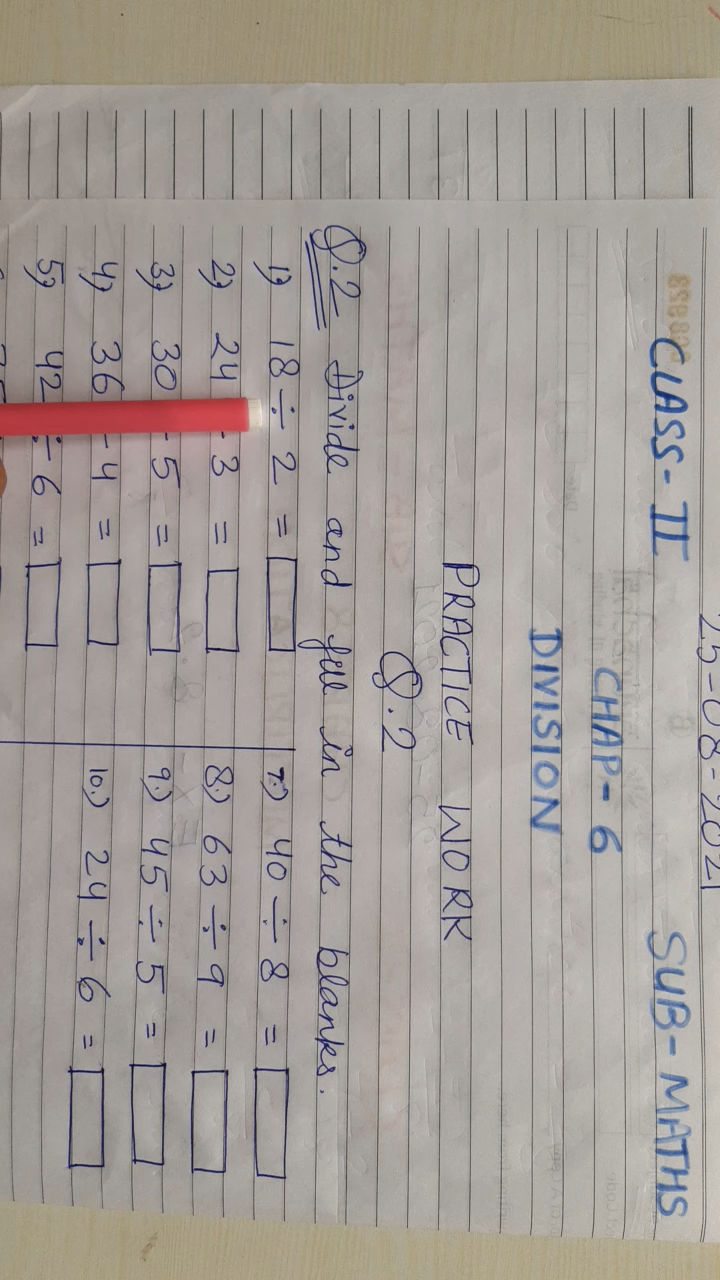 25-08-2021
CLASS-II SUB-MATHS
CHAP-6
DIVISION
PRACTICE WORK
Q.2
Q.2 Divide and fill in the blanks.
1) 18 ÷ 2 =
7.) 40 ÷ 8 =
2) 24 3 =
8.) 63 ÷ 9 =
3) 30 5 =
9.) 45 ÷ 5 =
4) 36 4 =
10.) 24 ÷ 6 =
5) 42 ÷ 6 =